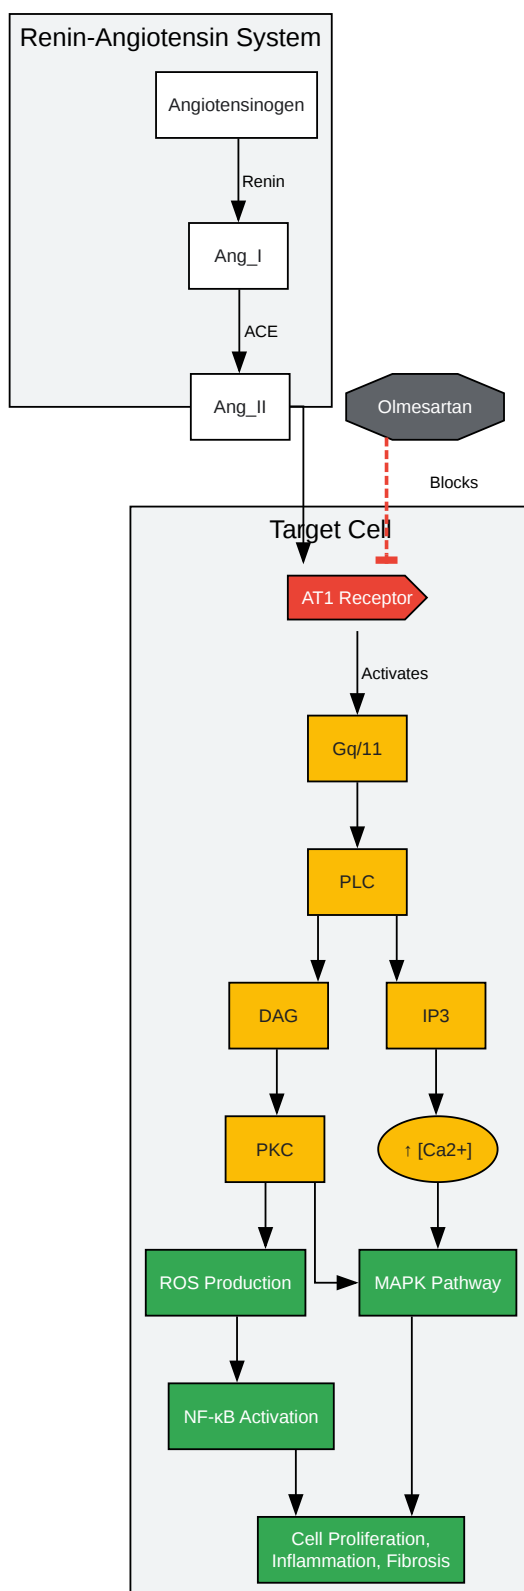 Renin-Angiotensin System
Angiotensinogen
Renin
Ang_I
ACE
Ang_II
Olmesartan
Blocks
Target Cell
AT1 Receptor
Activates
Gq/11
PLC
DAG
IP3
PKC
↑ [Ca2+]
ROS Production
MAPK Pathway
NF-κB Activation
Cell Proliferation,
Inflammation, Fibrosis